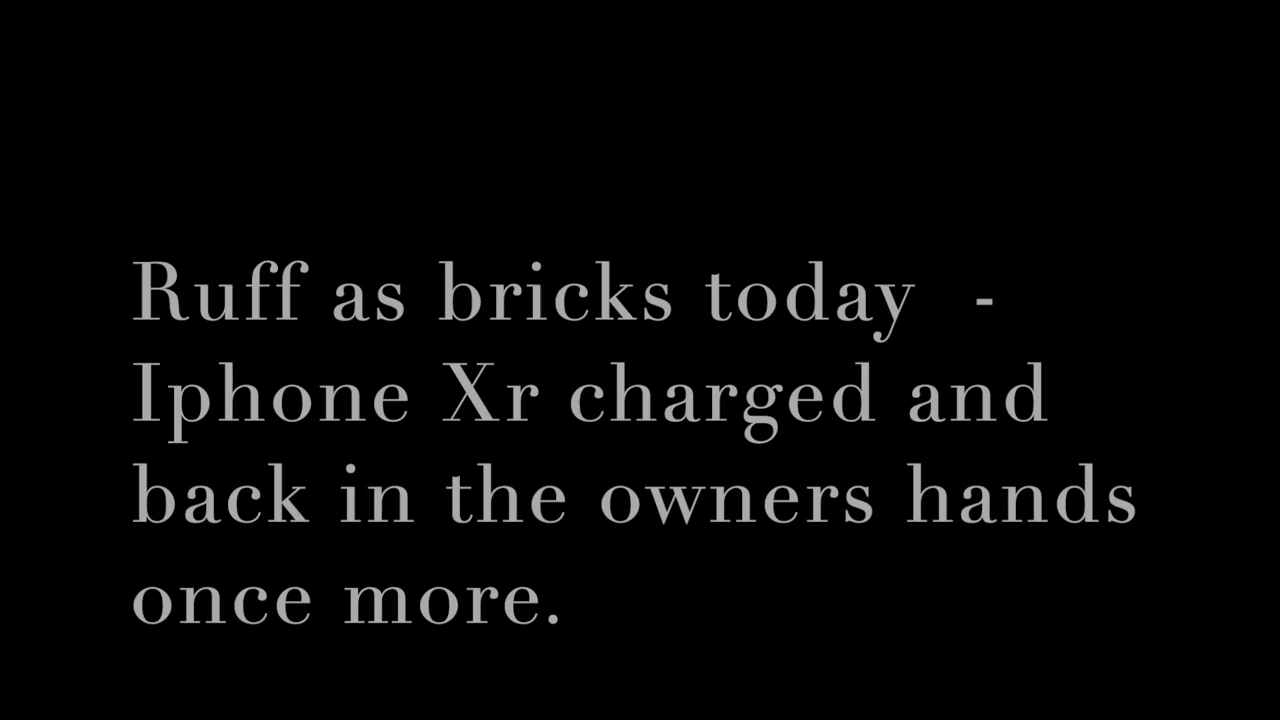 Ruff as bricks today  -
Iphone Xr charged and
back in the owners hands
once more.